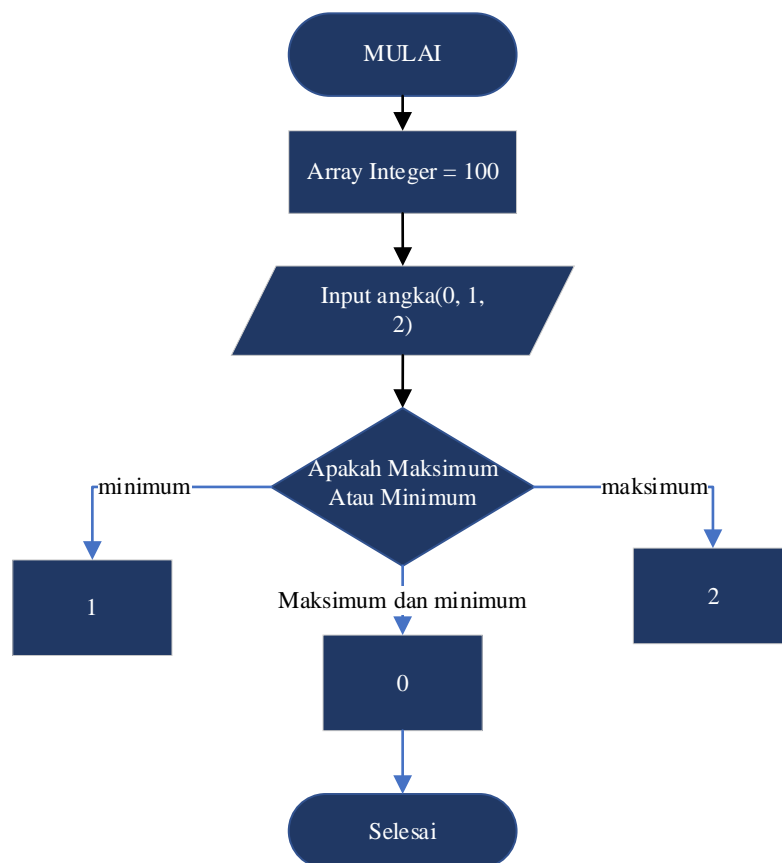 MULAI
Array Integer = 100
Input angka(0, 1,
2)
Apakah Maksimum
Atau Minimum
minimum
maksimum
1
Maksimum dan minimum
2
0
Selesai